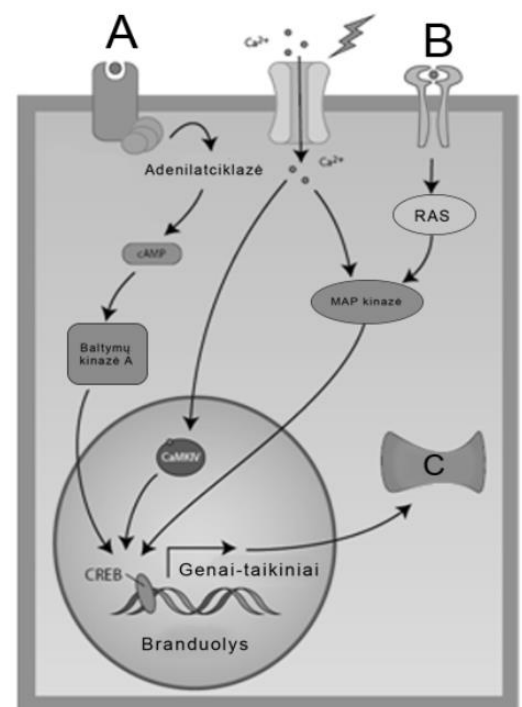 A
Ca2+
B
Ca2+
Adenilatciklazė
RAS
cAMP
MAP kinazė
Baltymų
kinazė A
C
CaMKIV
Genai-taikiniai
CREB
Branduolys